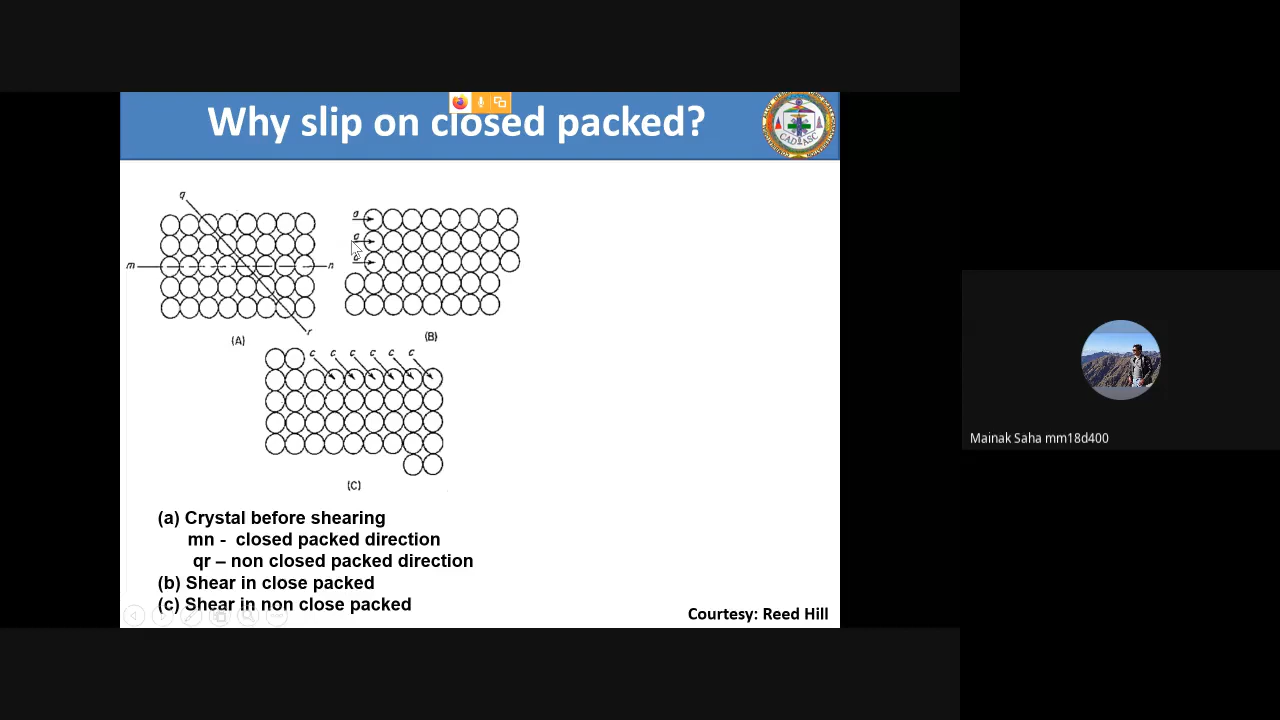 Why slip on closed packed?
CADASC
q
m
n
r
(A)
a
a
(B)
c c c c c c
(C)
(a) Crystal before shearing
mn - closed packed direction
qr – non closed packed direction
(b) Shear in close packed
(c) Shear in non close packed
Courtesy: Reed Hill
Mainak Saha mm18d400